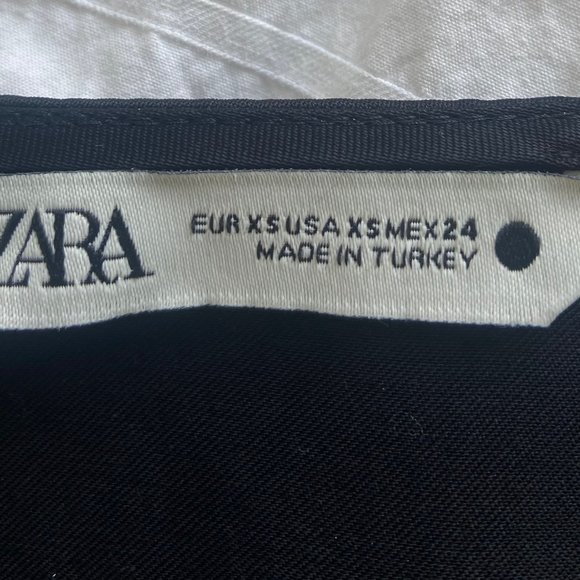 ZARA
EUR XS USA XS MEX 24
MADE IN TURKEY